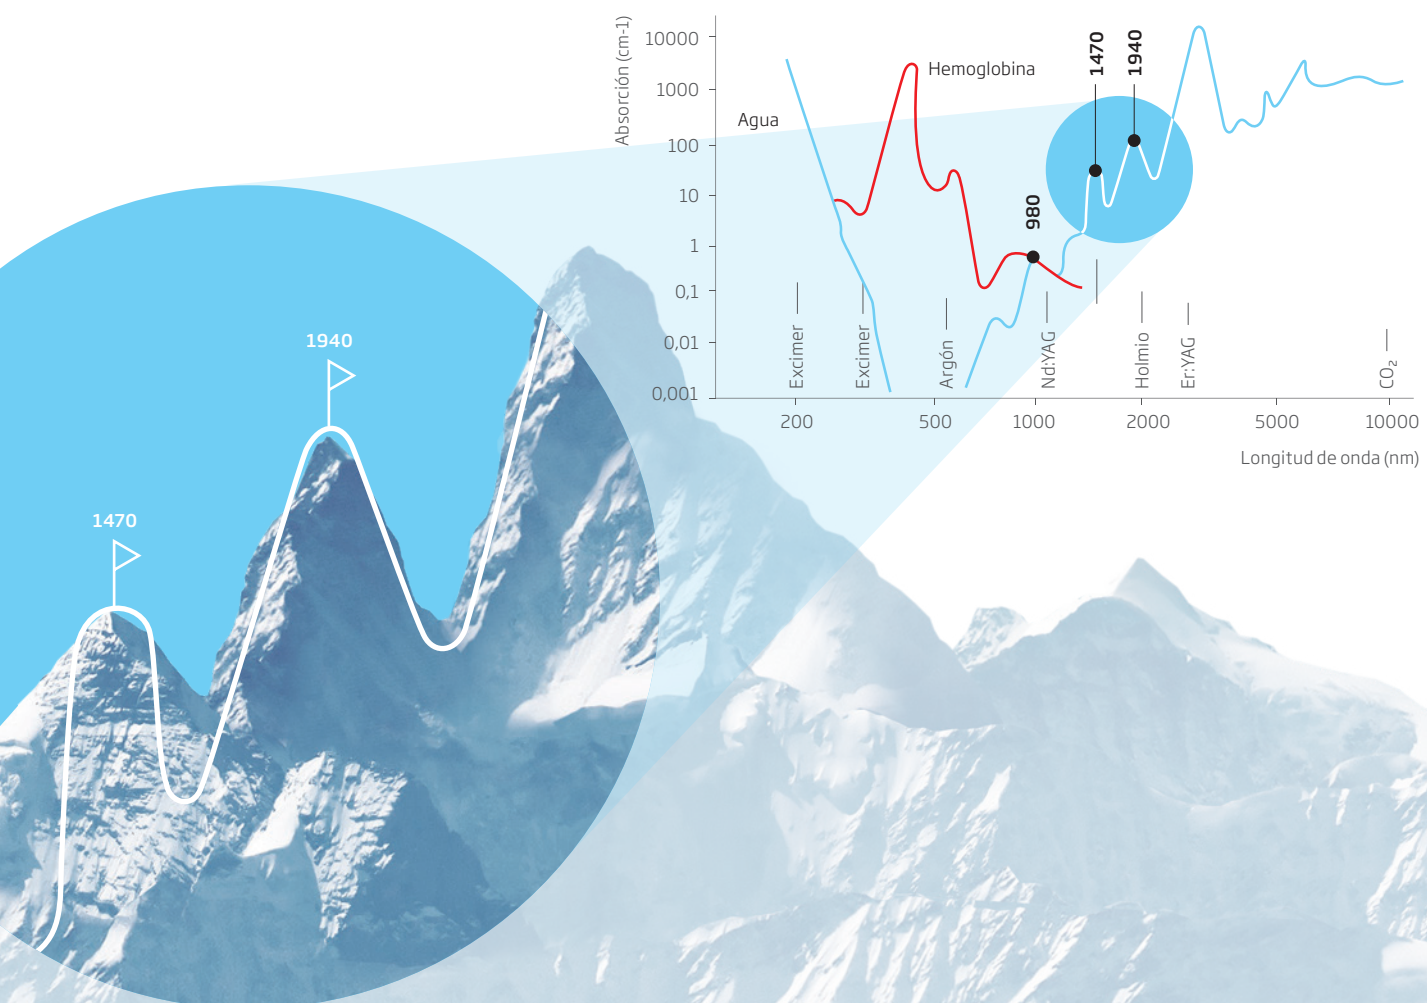 Absorción (cm-1)
10000
1000
100
10
1
0,1
0,01
0,001
Agua
Hemoglobina
980
1470
1940
Excimer
Excimer
Argón
Nd:YAG
Holmio
Er:YAG
CO₂
200
500
1000
2000
5000
10000
Longitud de onda (nm)
1940
1470